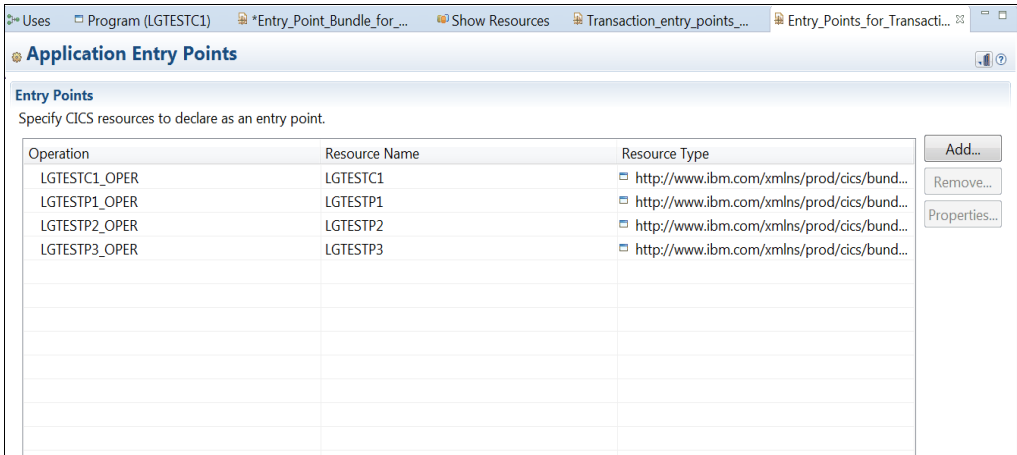 Uses Program (LGTESTC1) *Entry_Point_Bundle_for_... Show Resources Transaction_entry_points_... Entry_Points_for_Transacti...
Application Entry Points
Entry Points
Specify CICS resources to declare as an entry point.
Operation Resource Name Resource Type Add...
LGTESTC1_OPER LGTESTC1 http://www.ibm.com/xmlns/prod/cics/bund... Remove...
LGTESTP1_OPER LGTESTP1 http://www.ibm.com/xmlns/prod/cics/bund... Properties...
LGTESTP2_OPER LGTESTP2 http://www.ibm.com/xmlns/prod/cics/bund...
LGTESTP3_OPER LGTESTP3 http://www.ibm.com/xmlns/prod/cics/bund...